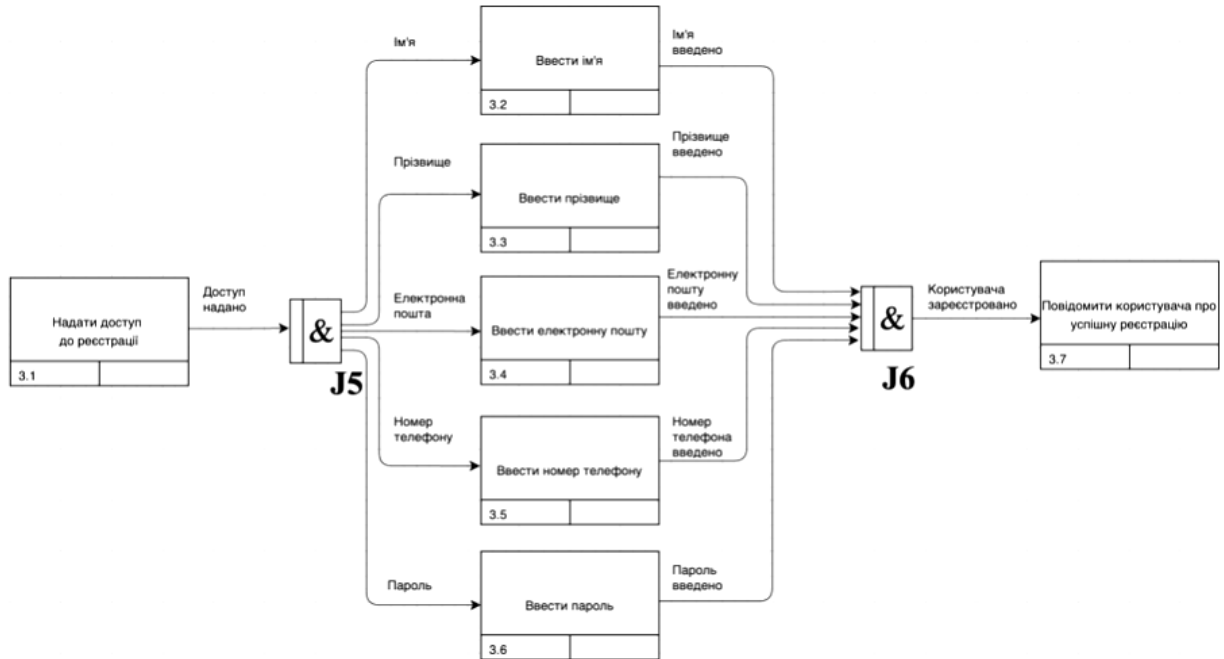 Ім'я
Ввести ім'я
3.2
Ім'я
введено
Прізвище
Ввести прізвище
3.3
Прізвище
введено
Надати доступ
до реєстрації
3.1
Доступ
надано
&
J5
Електронна
пошта
Ввести електронну пошту
3.4
Електронну
пошту
введено
&
J6
Користувача
зареєстровано
Повідомити користувача про
успішну реєстрацію
3.7
Номер
телефону
Ввести номер телефону
3.5
Номер
телефона
введено
Пароль
Ввести пароль
3.6
Пароль
введено